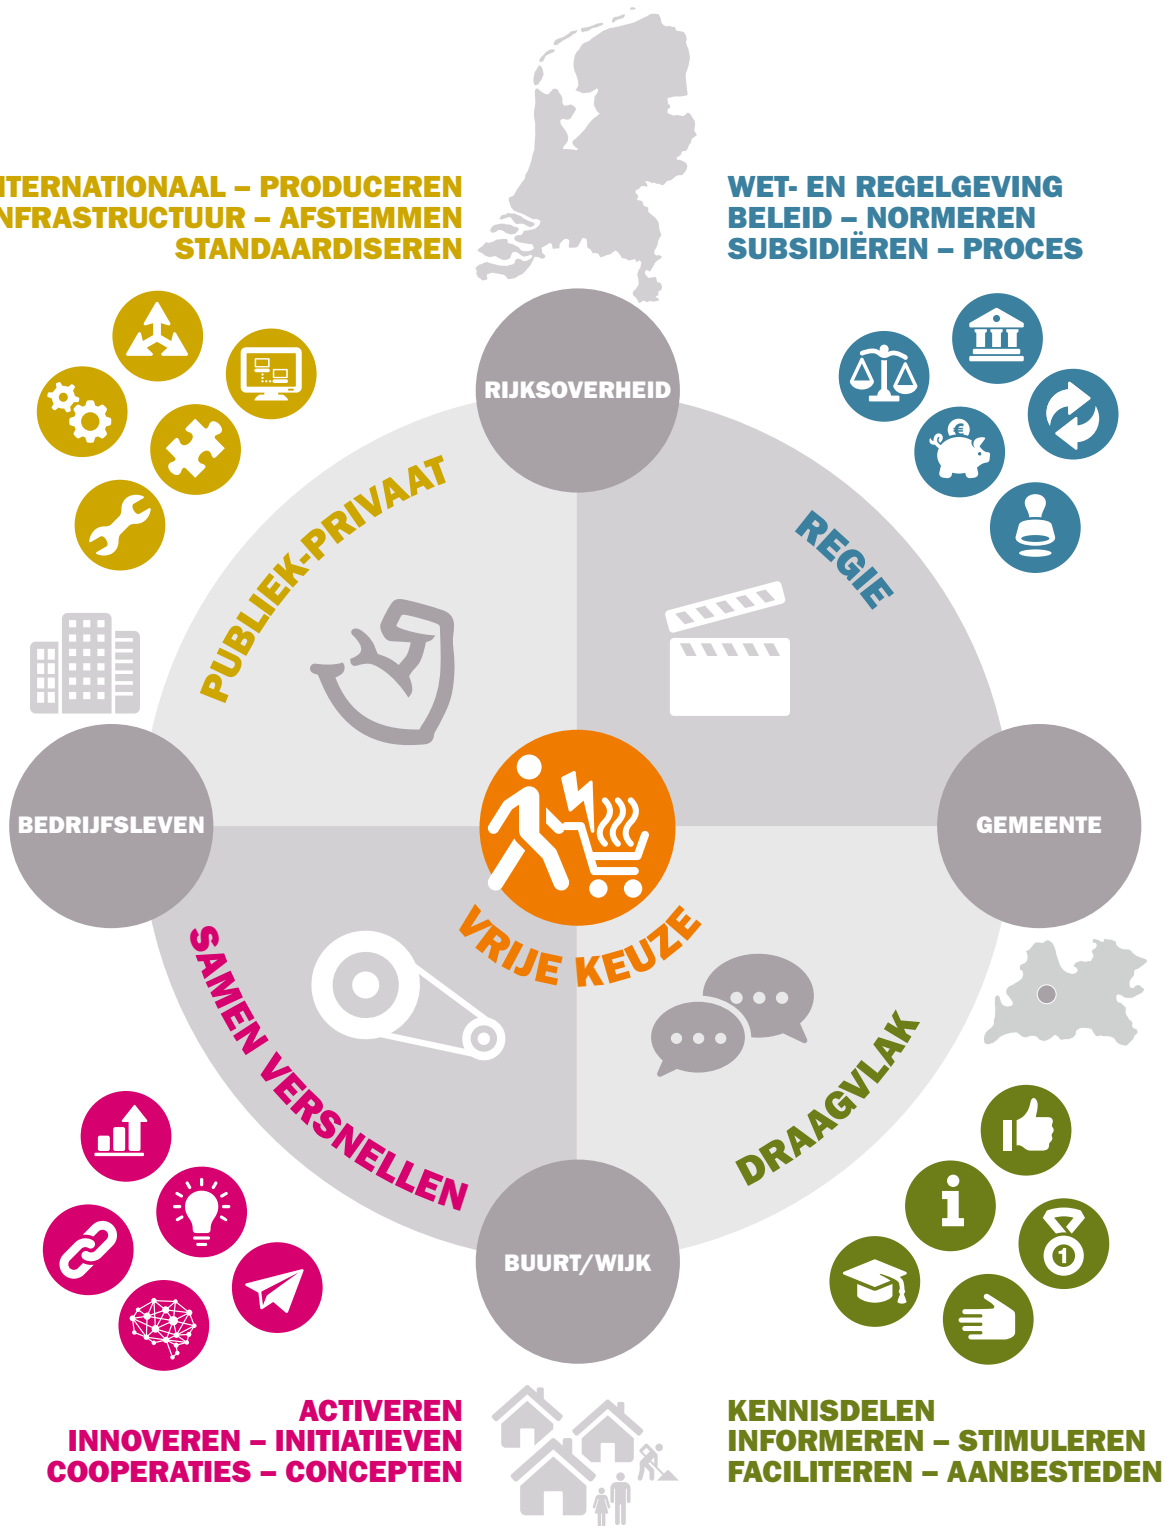 NTERNATIONAAL – PRODUCEREN
NFRASTRUCTUUR – AFSTEMMEN
STANDAARDISEREN
WET- EN REGELGEVING
BELEID – NORMEREN
SUBSIDIËREN – PROCES
RIJKSOVERHEID
PUBLIEK-PRIVAAT
REGIE
€
BEDRIJFSLEVEN
GEMEENTE
VRIJE KEUZE
SAMEN VERSNELLEN
DRAAGVLAK
i
1
BUURT/WIJK
ACTIVEREN
INNOVEREN – INITIATIEVEN
COOPERATIES – CONCEPTEN
KENNISDELEN
INFORMEREN – STIMULEREN
FACILITEREN – AANBESTEDEN